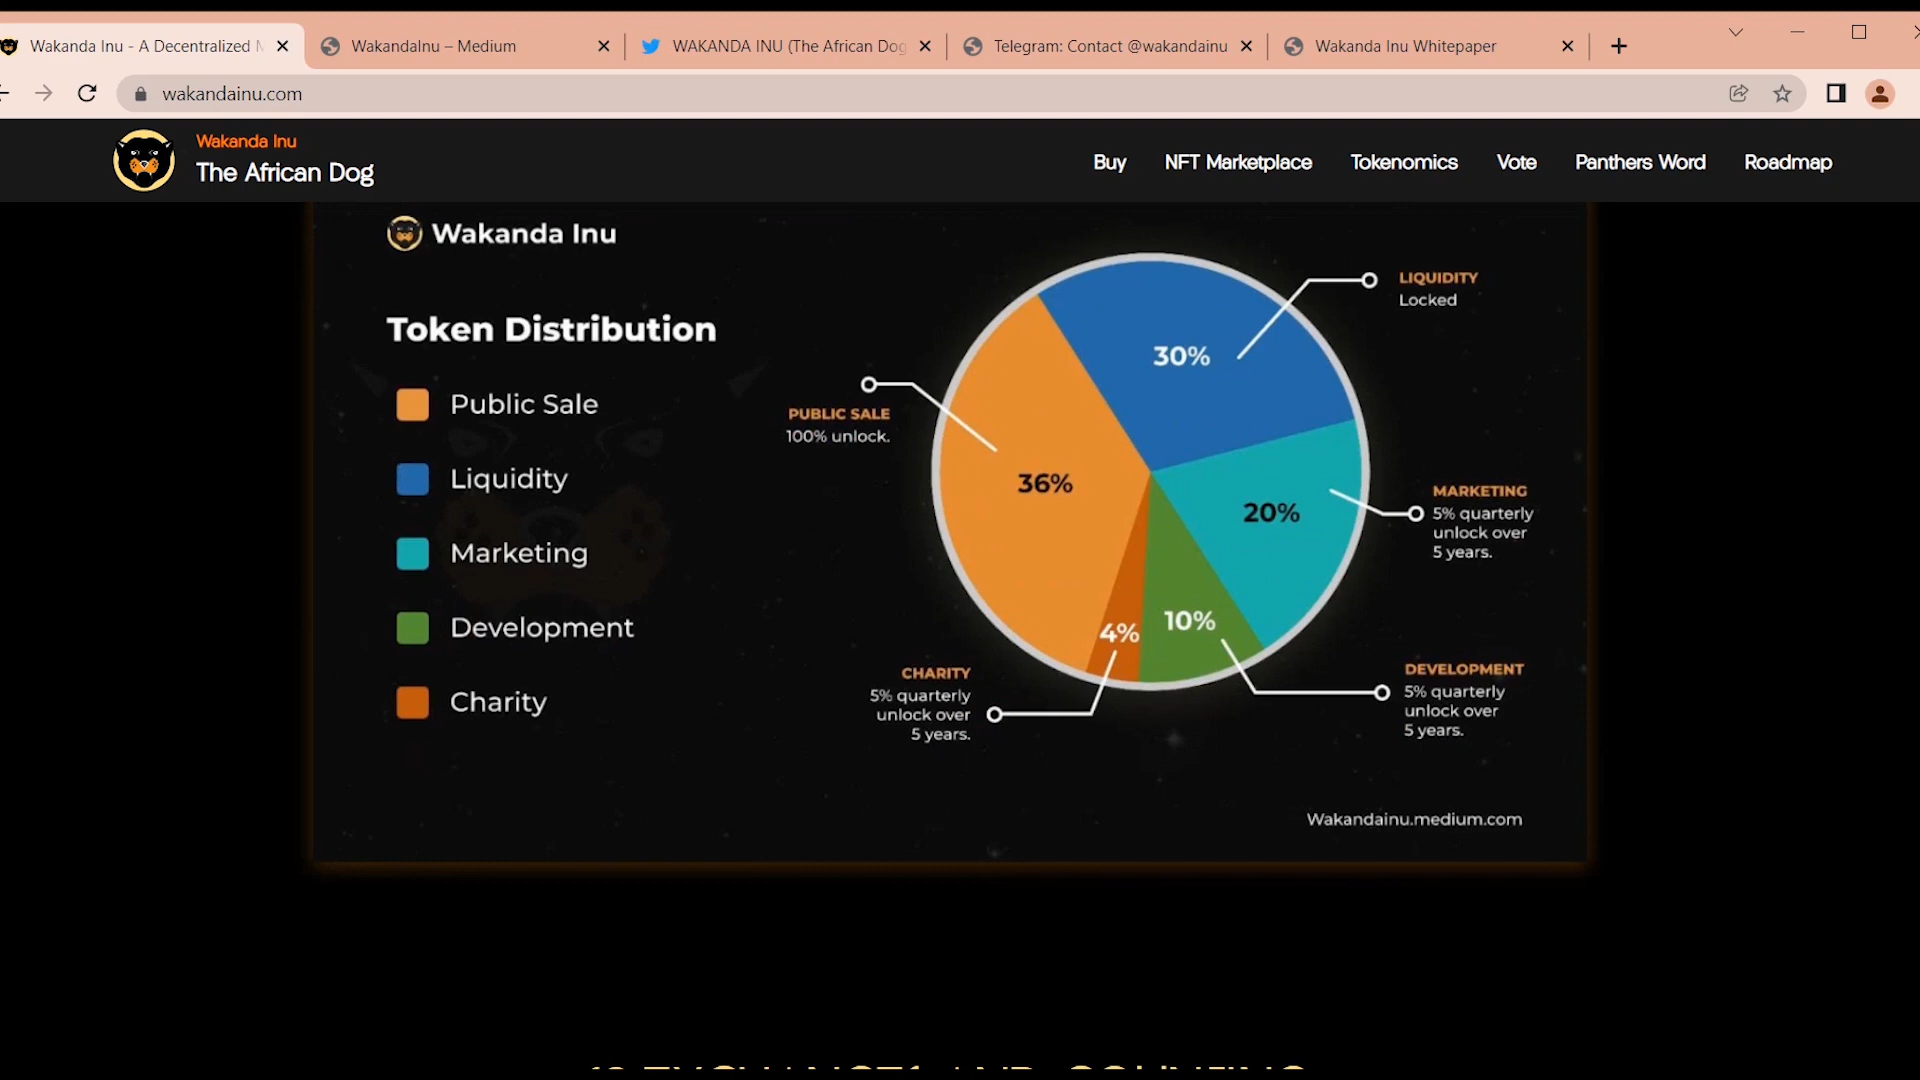 Wakanda Inu - A Decentralized M
WakandaInu – Medium
WAKANDA INU (The African Dog
Telegram: Contact @wakandainu
Wakanda Inu Whitepaper
wakandainu.com
Wakanda Inu
The African Dog
Buy
NFT Marketplace
Tokenomics
Vote
Panthers Word
Roadmap
Wakanda Inu
Token Distribution
Public Sale
Liquidity
Marketing
Development
Charity
LIQUIDITY
Locked
30%
PUBLIC SALE
100% unlock.
36%
20%
MARKETING
5% quarterly
unlock over
5 years.
4%
10%
CHARITY
5% quarterly
unlock over
5 years.
DEVELOPMENT
5% quarterly
unlock over
5 years.
Wakandainu.medium.com